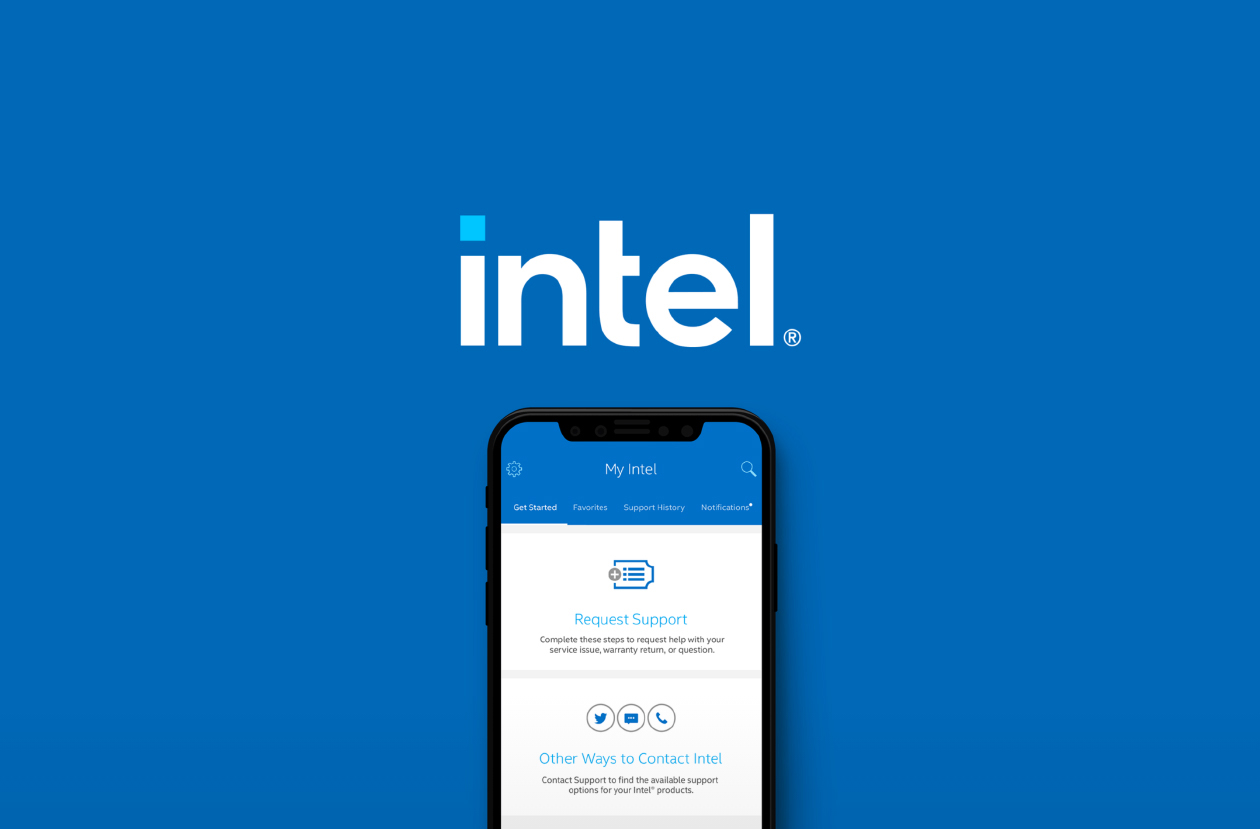 intel®
My Intel
Get Started Favorites Support History Notifications
Request Support
Complete these steps to request help with your
service issue, warranty return, or question.
Other Ways to Contact Intel
Contact Support to find the available support
options for your Intel® products.